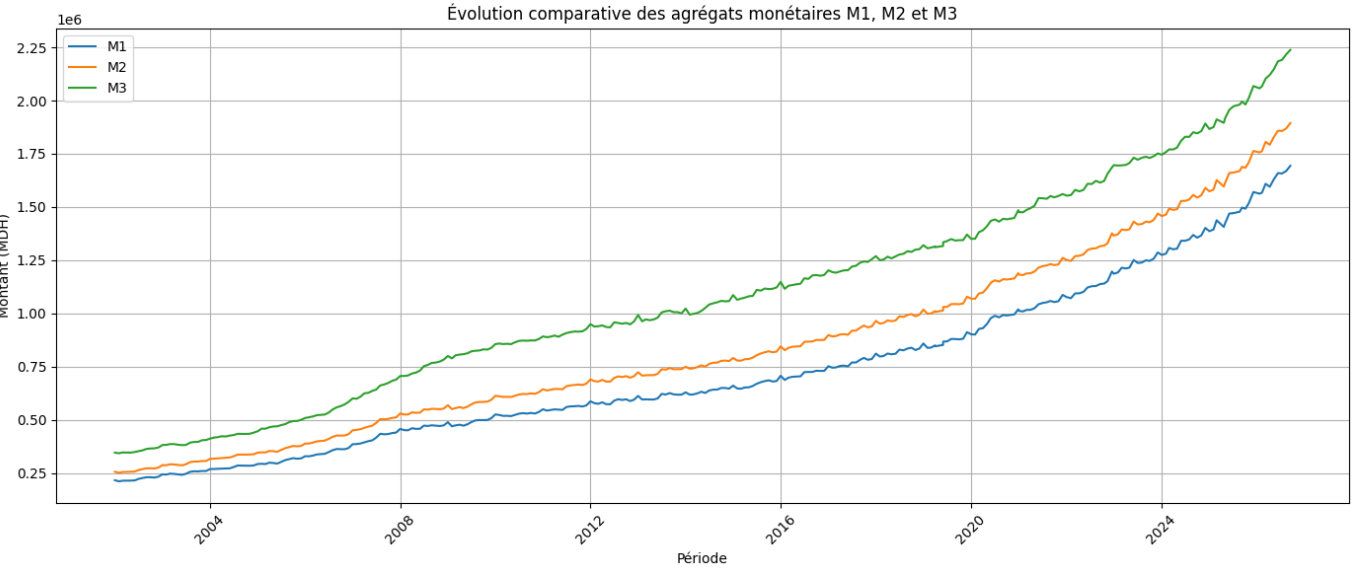 Évolution comparative des agrégats monétaires M1, M2 et M3
1e6
M1
M2
M3
2.25
2.00
1.75
1.50
1.25
1.00
0.75
0.50
0.25
Montant (MDH)
2004
2008
2012
2016
2020
2024
Période